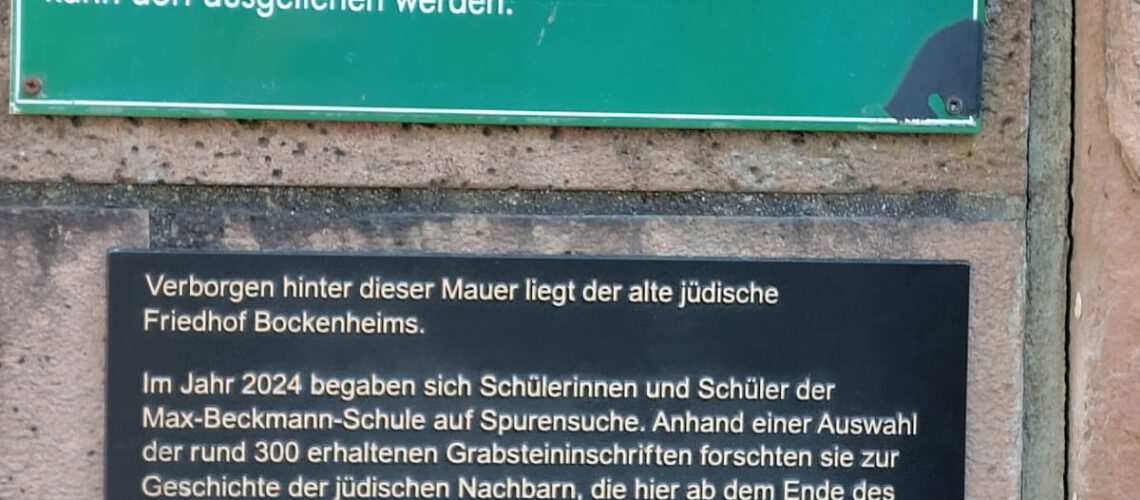 kann dort ausgeliehen werden.
Verborgen hinter dieser Mauer liegt der alte jüdische
Friedhof Bockenheims.
Im Jahr 2024 begaben sich Schülerinnen und Schüler der
Max-Beckmann-Schule auf Spurensuche. Anhand einer Auswahl
der rund 300 erhaltenen Grabsteininschriften forschten sie zur
Geschichte der jüdischen Nachbarn, die hier ab dem Ende des